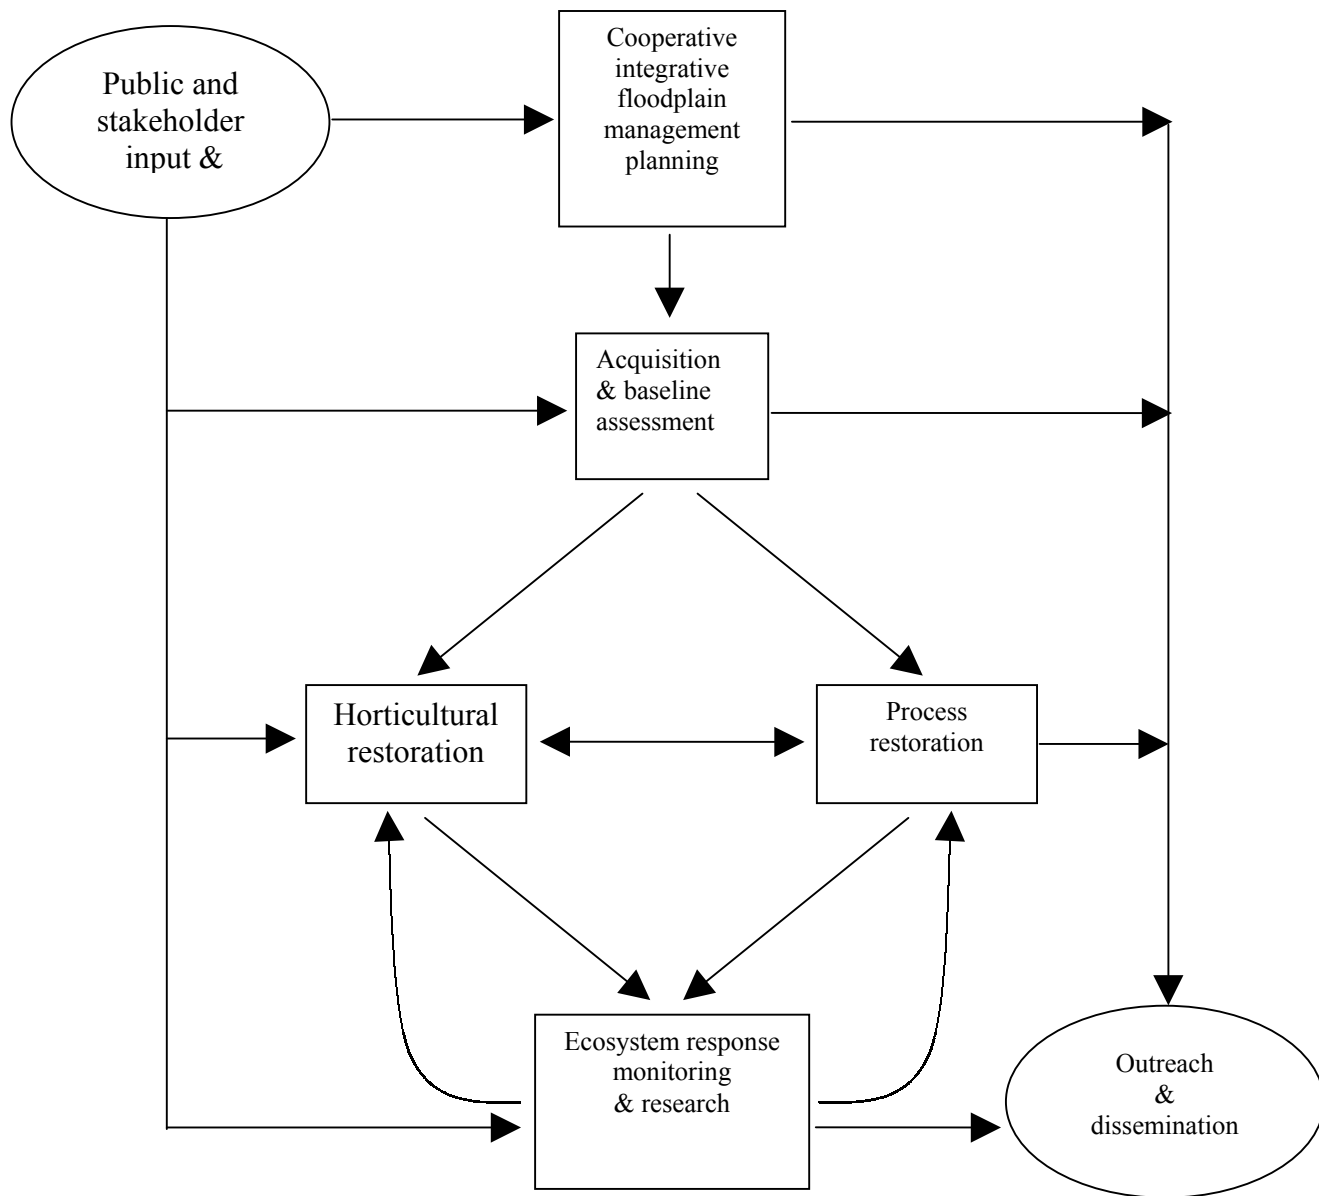 Public and
stakeholder
input &
Cooperative
integrative
floodplain
management
planning
Acquisition
& baseline
assessment
Horticultural
restoration
Process
restoration
Ecosystem response
monitoring
& research
Outreach
&
dissemination